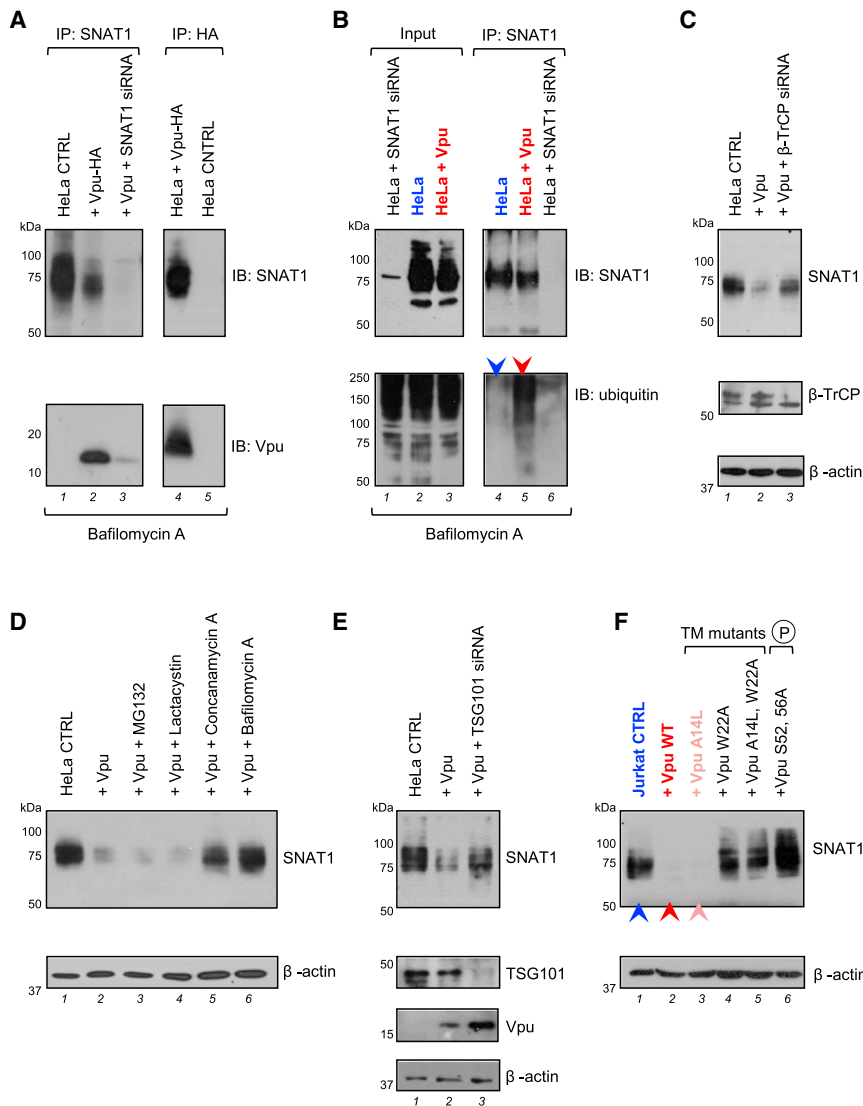 A
IP: SNAT1
IP: HA
HeLa CTRL
+ Vpu-HA
+ Vpu + SNAT1 siRNA
HeLa + Vpu-HA
HeLa CNTRL
kDa
100
75
50
IB: SNAT1
20
10
IB: Vpu
1 2 3 4 5
Bafilomycin A
B
Input
IP: SNAT1
HeLa + SNAT1 siRNA
HeLa
HeLa + Vpu
HeLa
HeLa + Vpu
HeLa + SNAT1 siRNA
kDa
100
75
50
IB: SNAT1
250
150
100
75
50
IB: ubiquitin
1 2 3 4 5 6
Bafilomycin A
C
HeLa CTRL
+ Vpu
+ Vpu + β-TrCP siRNA
kDa
100
75
50
SNAT1
50
β-TrCP
37
β -actin
1 2 3
D
HeLa CTRL
+ Vpu
+ Vpu + MG132
+ Vpu + Lactacystin
+ Vpu + Concanamycin A
+ Vpu + Bafilomycin A
kDa
100
75
50
SNAT1
37
β -actin
1 2 3 4 5 6
E
HeLa CTRL
+ Vpu
+ Vpu + TSG101 siRNA
kDa
100
75
50
SNAT1
50
TSG101
15
Vpu
37
β -actin
1 2 3
F
TM mutants
P
Jurkat CTRL
+ Vpu WT
+ Vpu A14L
+ Vpu W22A
+ Vpu A14L, W22A
+Vpu S52, 56A
kDa
100
75
50
SNAT1
37
β -actin
1 2 3 4 5 6